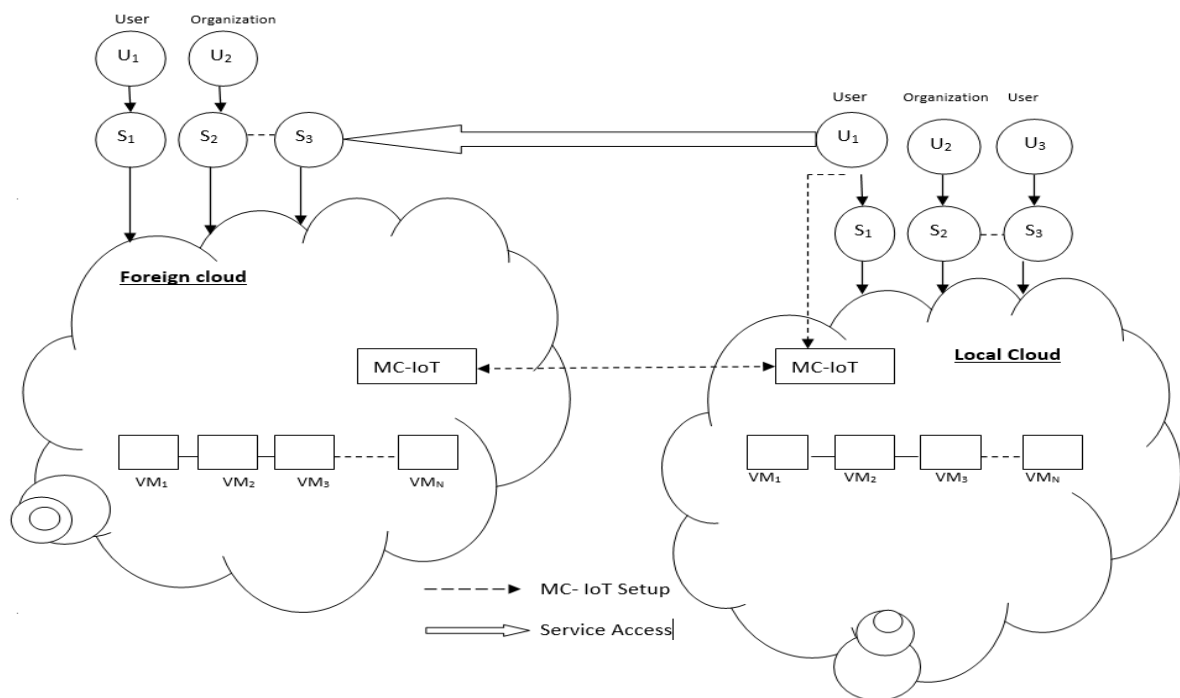 User
Organization
U₁
U₂
S₁
S₂
S₃
User
Organization
User
U₁
U₂
U₃
S₁
S₂
S₃
Foreign cloud
MC-IoT
VM₁
VM₂
VM₃
VMN
Local Cloud
MC-IoT
VM₁
VM₂
VM₃
VMN
MC- IoT Setup
Service Access